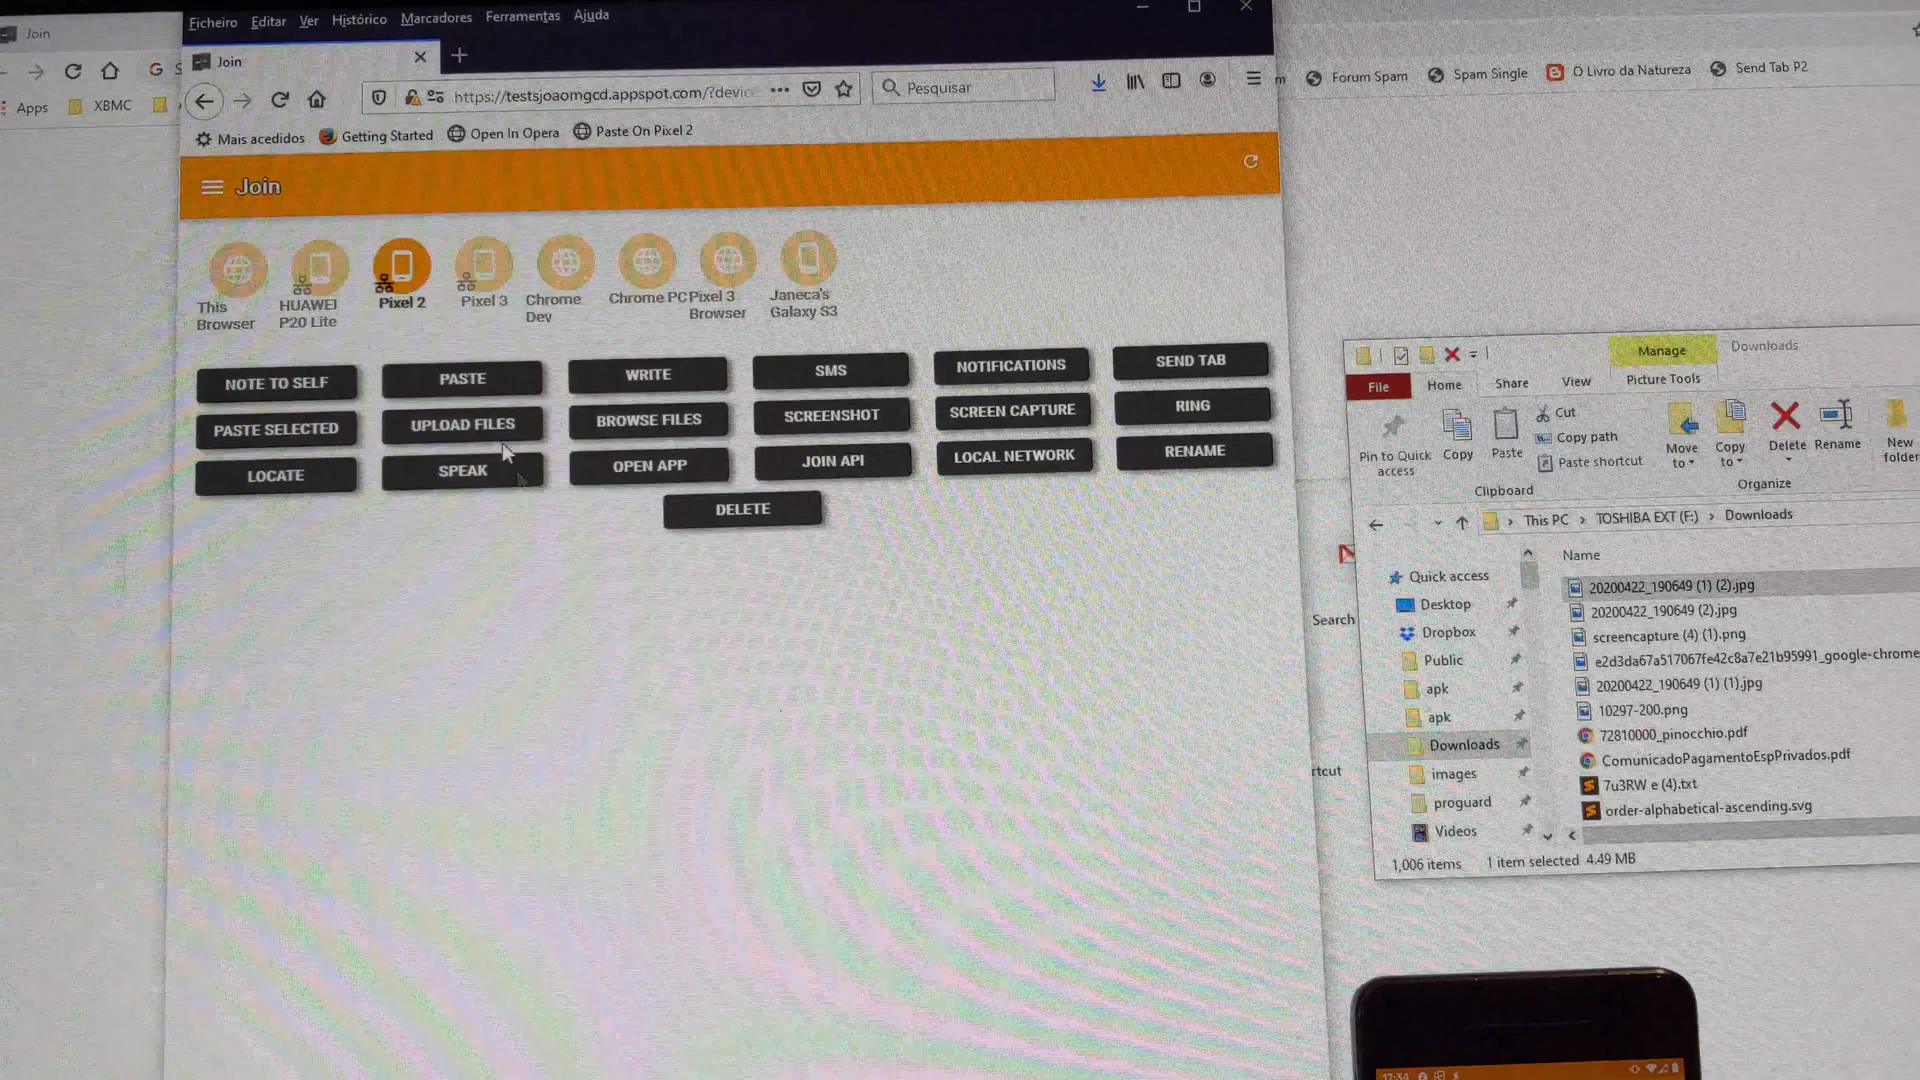 Join
Apps
XBMC
Ficheiro Editar Ver Histórico Marcadores Ferramentas Ajuda
Join
https://testsjoaomgcd.appspot.com/?devic
Pesquisar
Mais acedidos Getting Started Open In Opera Paste On Pixel 2
Forum Spam Spam Single O Livro da Natureza Send Tab P2
Join
This Browser
HUAWEI P20 Lite
Pixel 2
Pixel 3
Chrome Dev
Chrome PC
Pixel 3 Browser
Janeca's Galaxy S3
NOTE TO SELF PASTE WRITE SMS NOTIFICATIONS SEND TAB
PASTE SELECTED UPLOAD FILES BROWSE FILES SCREENSHOT SCREEN CAPTURE RING
LOCATE SPEAK OPEN APP JOIN API LOCAL NETWORK RENAME
DELETE
Manage Downloads
File Home Share View Picture Tools
Pin to Quick access
Copy
Paste
Cut
Copy path
Paste shortcut
Move to
Copy to
Delete
Rename
New folder
Clipboard
Organize
This PC > TOSHIBA EXT (F:) > Downloads
Search
rtcut
Quick access
Desktop
Dropbox
Public
apk
apk
Downloads
images
proguard
Videos
Name
20200422_190649 (1) (2).jpg
20200422_190649 (2).jpg
screencapture (4) (1).png
e2d3da67a517067fe42c8a7e21b95991_google-chrome
20200422_190649 (1) (1).jpg
10297-200.png
72810000_pinocchio.pdf
ComunicadoPagamentoEspPrivados.pdf
7u3RW e (4).txt
order-alphabetical-ascending.svg
1,006 items 1 item selected 4.49 MB
17:34